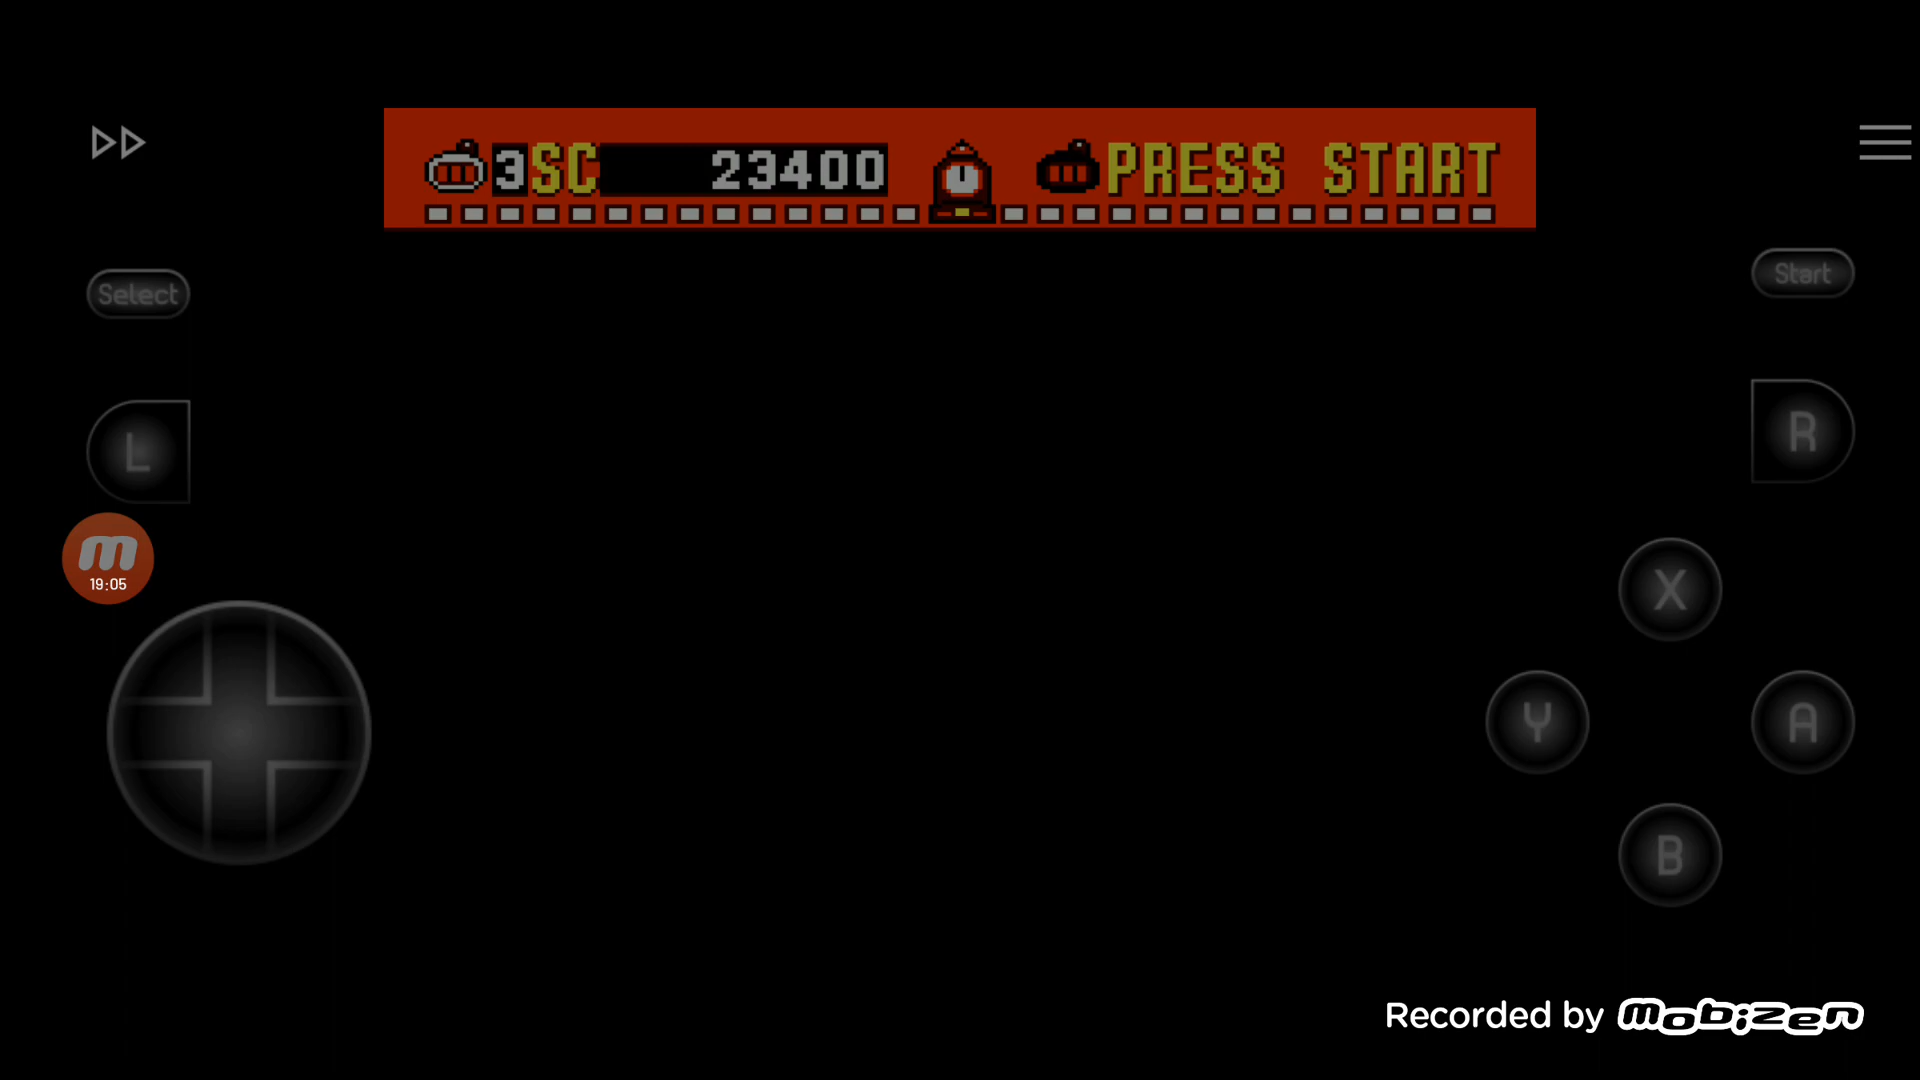 3SC 23400 PRESS START
Select
Start
L
R
m
19:05
X
Y
A
B
Recorded by mobizen